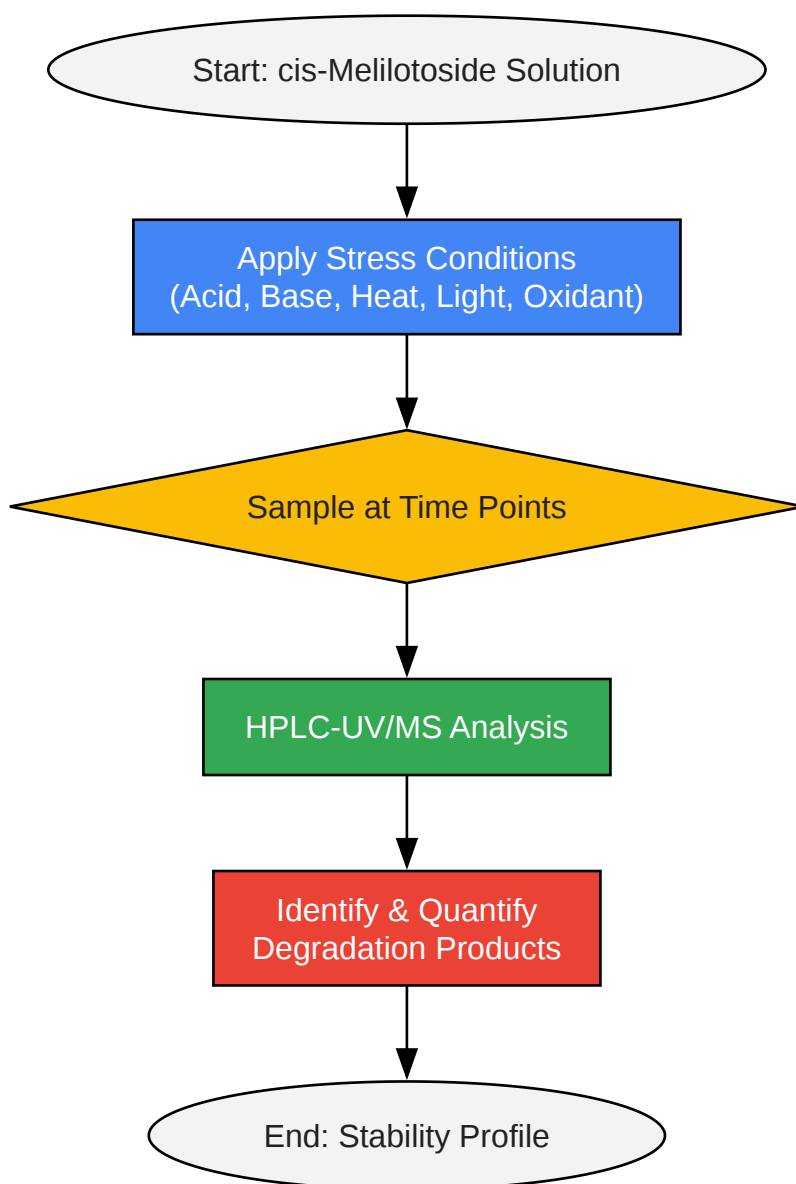 Start: cis-Melilotoside Solution
Apply Stress Conditions
(Acid, Base, Heat, Light, Oxidant)
Sample at Time Points
HPLC-UV/MS Analysis
Identify & Quantify
Degradation Products
End: Stability Profile